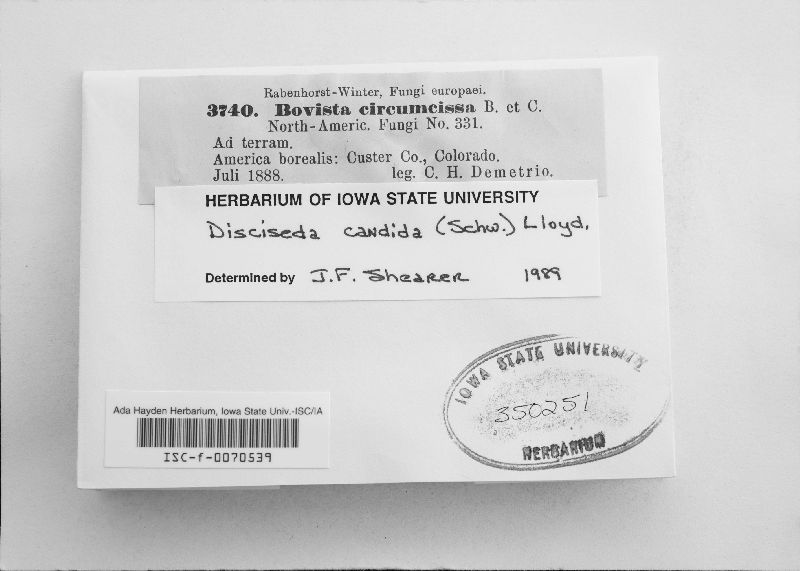 Rabenhorst-Winter, Fungi europaei.
3740. Bovista circumcissa B. et C.
North-Americ. Fungi No. 331.
Ad terram.
America borealis: Custer Co., Colorado.
Juli 1888. leg. C. H. Demetrio.
HERBARIUM OF IOWA STATE UNIVERSITY
Disciseda candida (Schw.) Lloyd.
Determined by J.F. Shearer 1989
IOWA STATE UNIVERSITY
350251
HERBARIUM
Ada Hayden Herbarium, Iowa State Univ.-ISC/IA
ISC-f-0070539